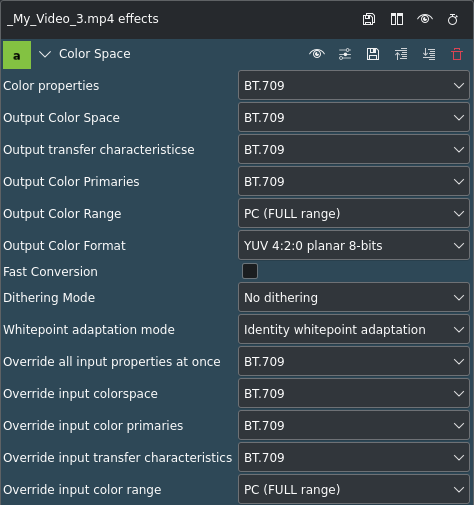 _My_Video_3.mp4 effects
a Color Space
Color properties BT.709
Output Color Space BT.709
Output transfer characteristicse BT.709
Output Color Primaries BT.709
Output Color Range PC (FULL range)
Output Color Format YUV 4:2:0 planar 8-bits
Fast Conversion
Dithering Mode No dithering
Whitepoint adaptation mode Identity whitepoint adaptation
Override all input properties at once BT.709
Override input colorspace BT.709
Override input color primaries BT.709
Override input transfer characteristics BT.709
Override input color range PC (FULL range)